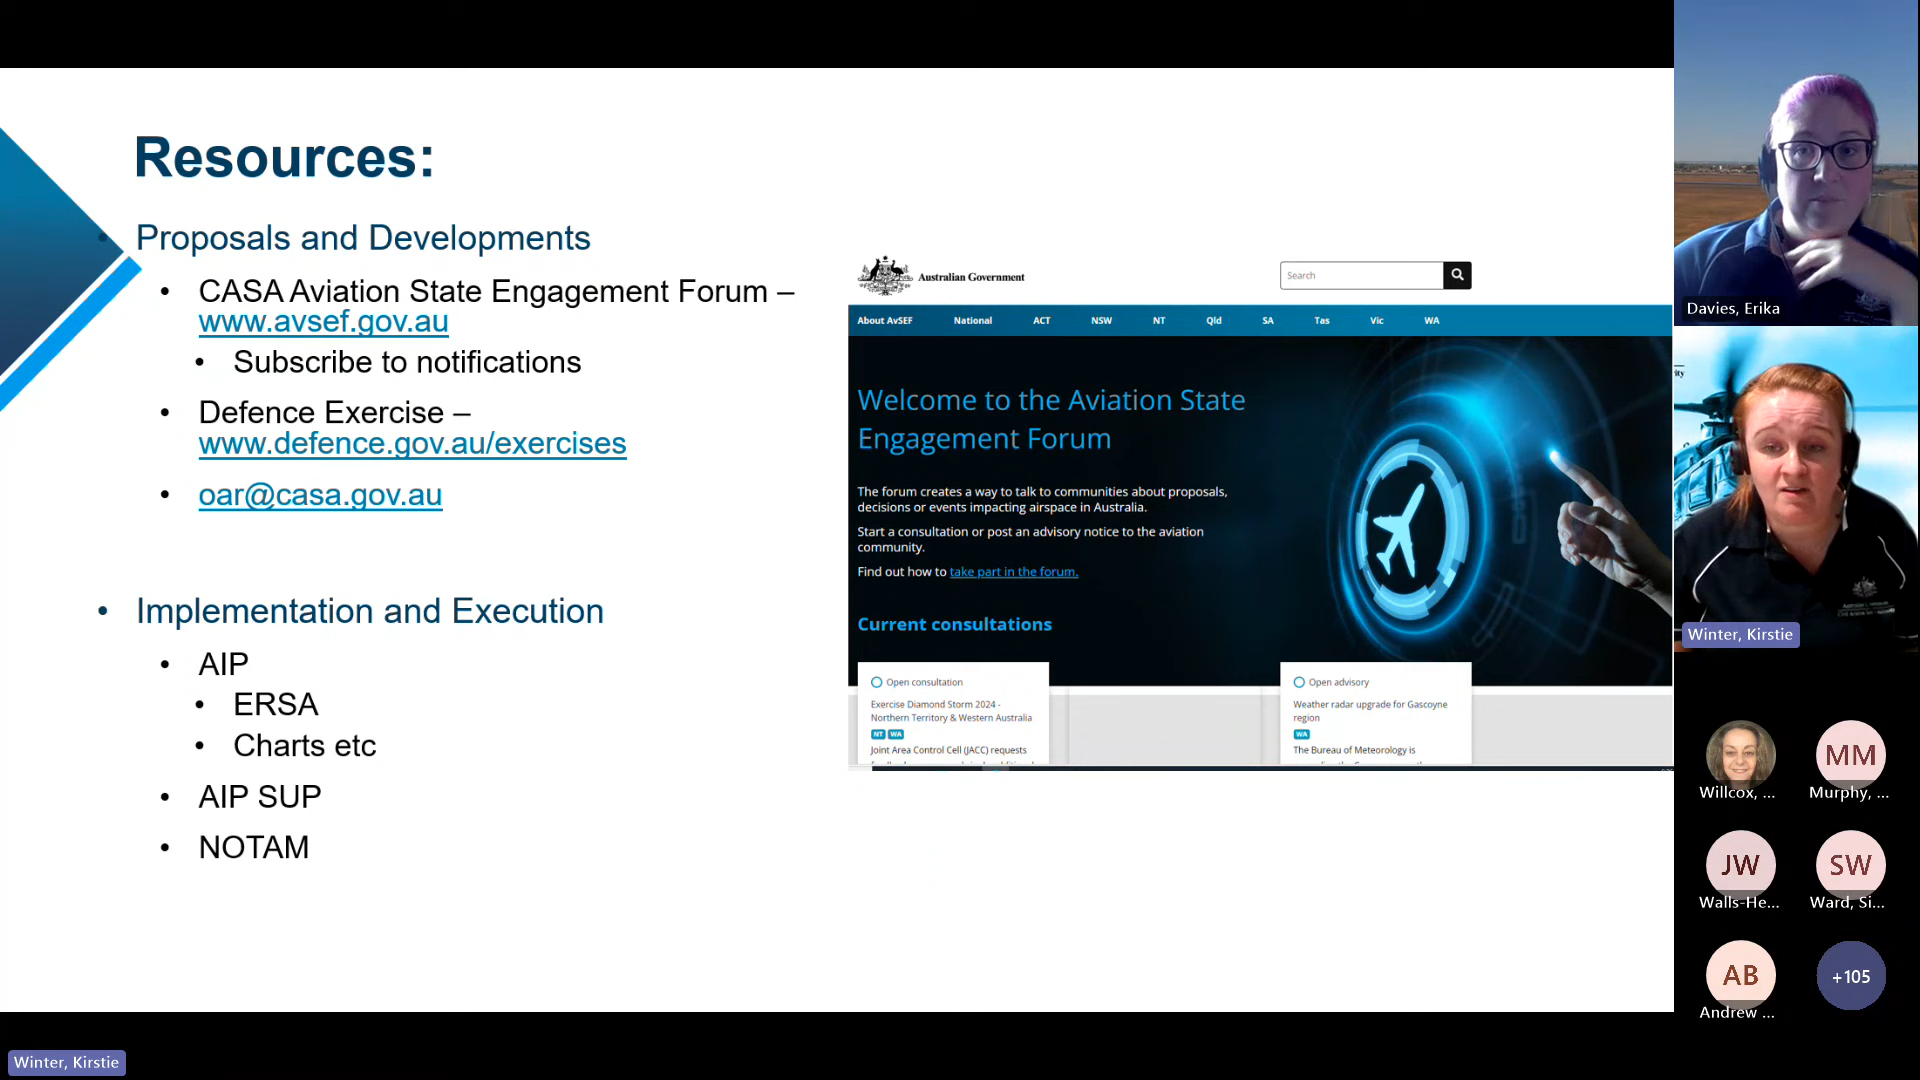 Resources:
• Proposals and Developments
• CASA Aviation State Engagement Forum –
www.avsef.gov.au
• Subscribe to notifications
• Defence Exercise –
www.defence.gov.au/exercises
• oar@casa.gov.au
• Implementation and Execution
• AIP
• ERSA
• Charts etc
• AIP SUP
• NOTAM
Australian Government
Search
About AvSEF National ACT NSW NT Qld SA Tas Vic WA
Welcome to the Aviation State
Engagement Forum
The forum creates a way to talk to communities about proposals,
decisions or events impacting airspace in Australia.
Start a consultation or post an advisory notice to the aviation
community.
Find out how to take part in the forum.
Current consultations
Open consultation
Exercise Diamond Storm 2024 -
Northern Territory & Western Australia
NT WA
Joint Area Control Cell (JACC) requests
Open advisory
Weather radar upgrade for Gascoyne
region
WA
The Bureau of Meteorology is
Davies, Erika
Winter, Kirstie
Willcox, ...
MM
Murphy, ...
JW
Walls-He...
SW
Ward, Si...
AB
Andrew ...
+105
Winter, Kirstie